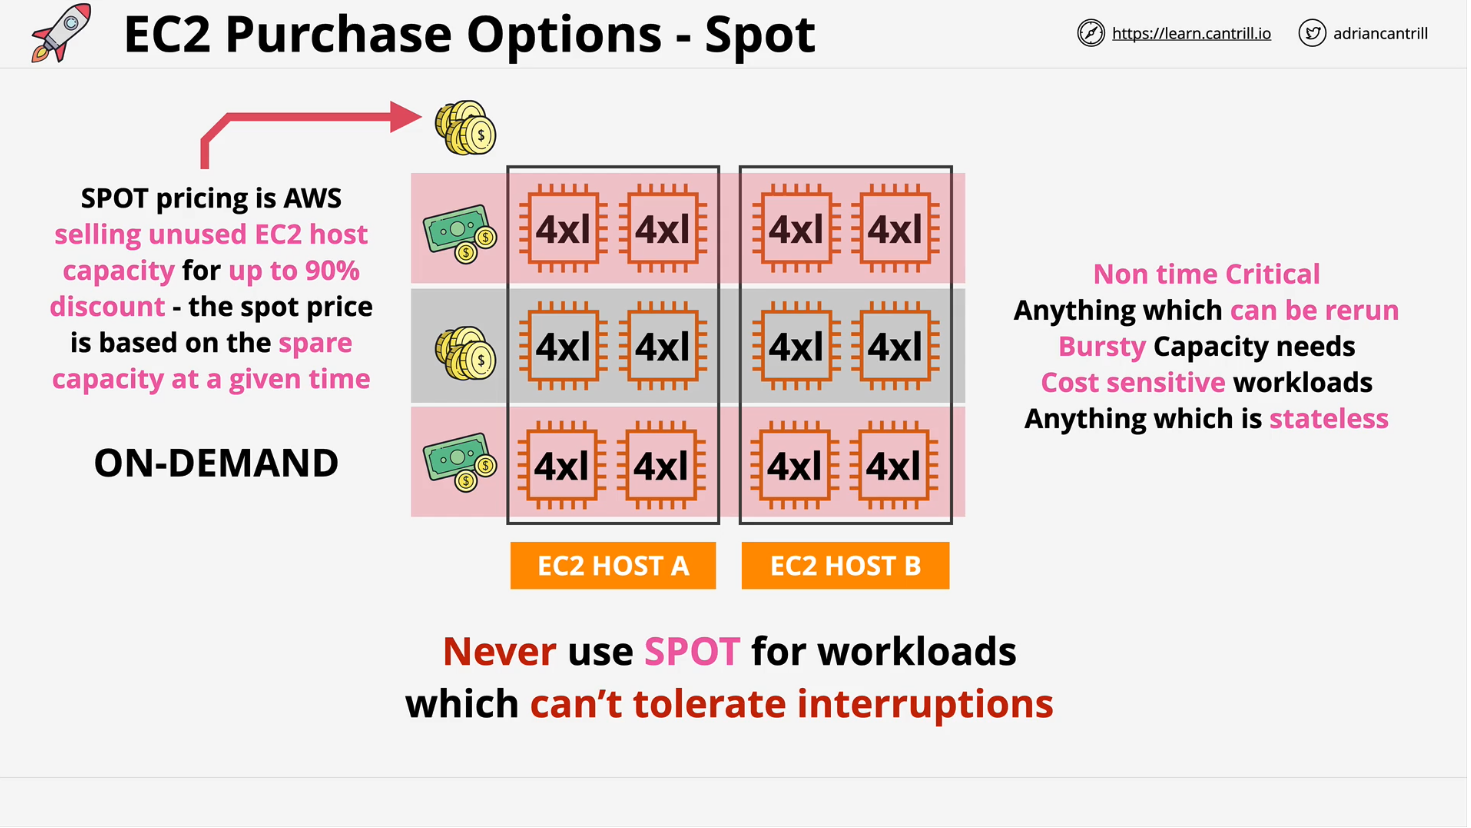 EC2 Purchase Options - Spot
https://learn.cantrill.io
adriancantrill
SPOT pricing is AWS
selling unused EC2 host
capacity for up to 90%
discount - the spot price
is based on the spare
capacity at a given time
ON-DEMAND
$
$
$
$
$
$
4xl 4xl 4xl 4xl
4xl 4xl 4xl 4xl
4xl 4xl 4xl 4xl
EC2 HOST A
EC2 HOST B
Non time Critical
Anything which can be rerun
Bursty Capacity needs
Cost sensitive workloads
Anything which is stateless
Never use SPOT for workloads
which can’t tolerate interruptions